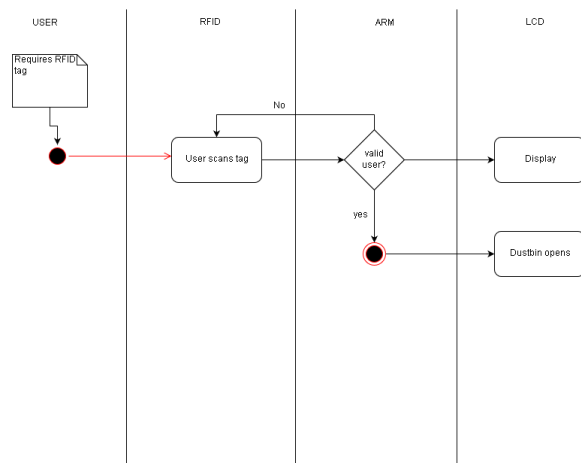 USER
RFID
ARM
LCD
Requires RFID
tag
No
User scans tag
valid
user?
Display
yes
Dustbin opens